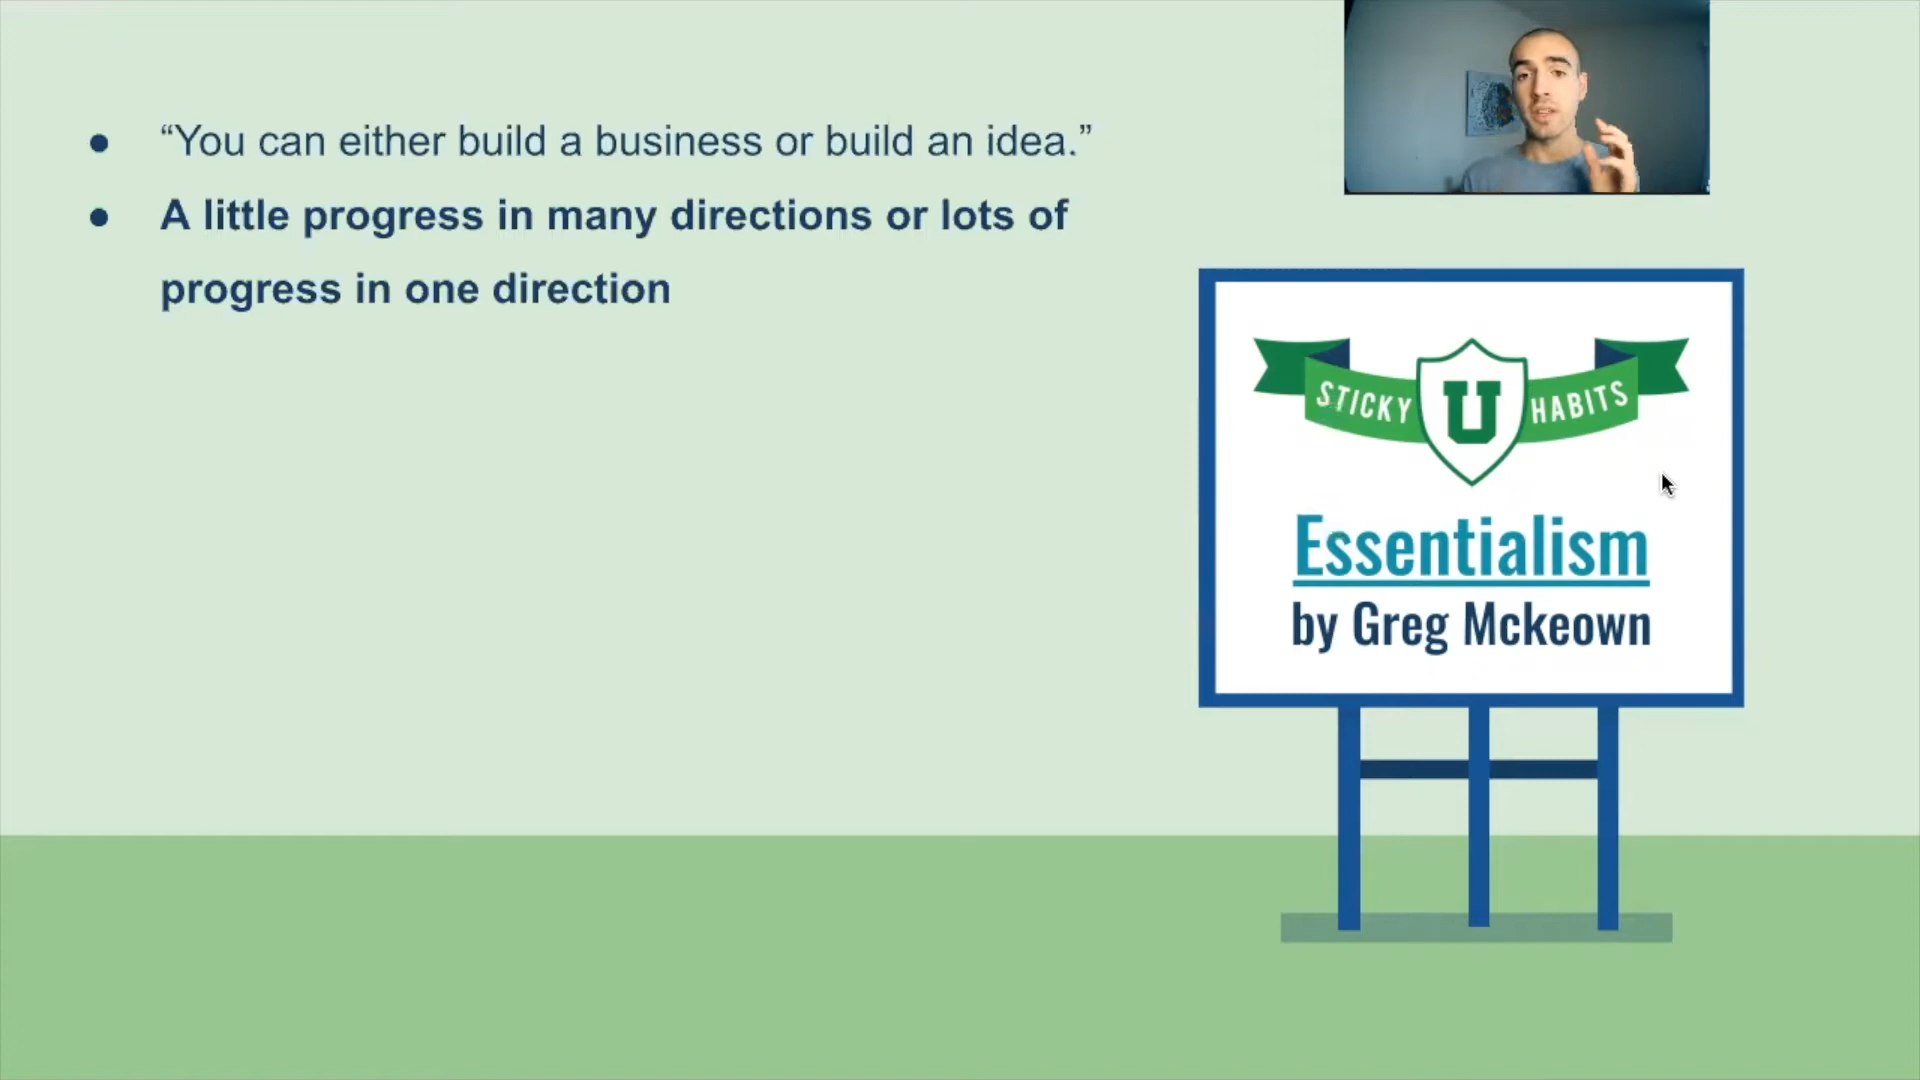 ● “You can either build a business or build an idea.”
● A little progress in many directions or lots of
progress in one direction
STICKY U HABITS
Essentialism
by Greg Mckeown